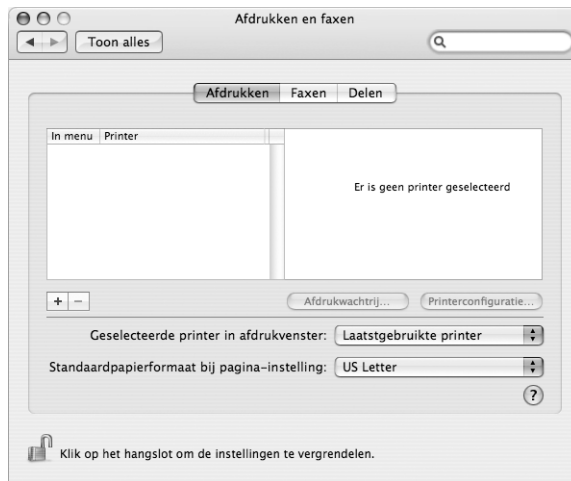 Afdrukken en faxen
Toon alles
Afdrukken Faxen Delen
In menu Printer
Er is geen printer geselecteerd
+ −
Afdrukwachtrij... Printerconfiguratie...
Geselecteerde printer in afdrukvenster: Laatstgebruikte printer
Standaardpapierformaat bij pagina-instelling: US Letter
?
Klik op het hangslot om de instellingen te vergrendelen.